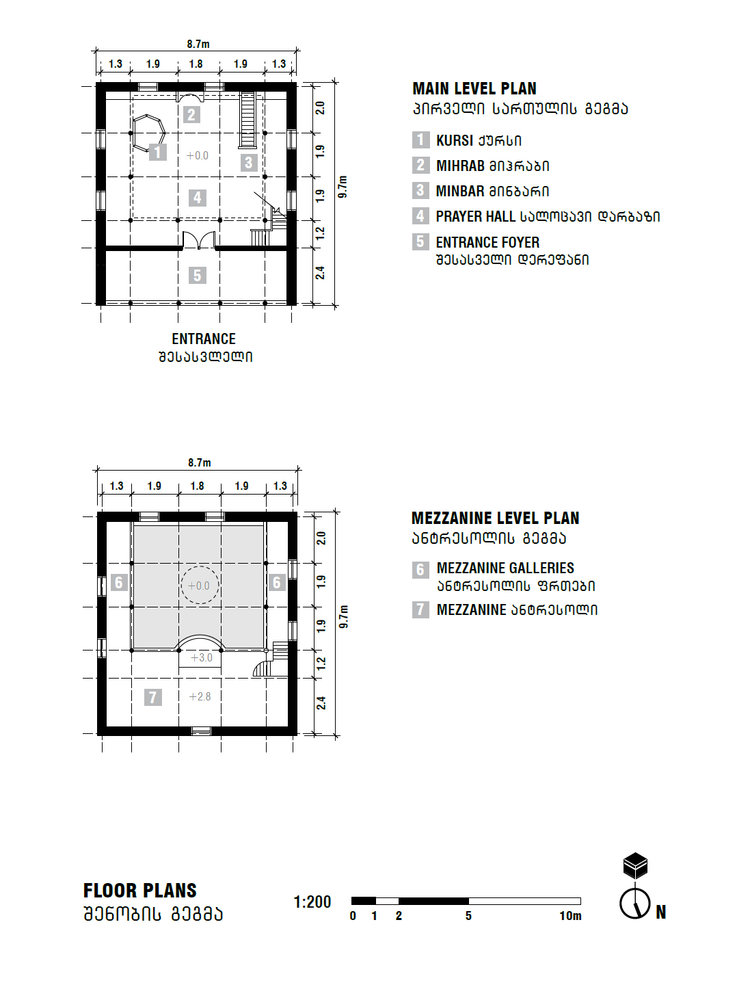 8.7m
1.3 1.9 1.8 1.9 1.3
2.0
1.9
1.9
1.2
2.4
9.7m
1
2
3
4
5
+0.0
ENTRANCE
შესასვლელი
MAIN LEVEL PLAN
პირველი სართულის გეგმა
1 KURSI ქურსი
2 MIHRAB მიჰრაბი
3 MINBAR მინბარი
4 PRAYER HALL სალოცავი დარბაზი
5 ENTRANCE FOYER
შესასველი დერეფანი
8.7m
1.3 1.9 1.8 1.9 1.3
2.0
1.9
1.9
1.2
2.4
9.7m
6
6
+0.0
+3.0
7
+2.8
MEZZANINE LEVEL PLAN
ანტრესოლის გეგმა
6 MEZZANINE GALLERIES
ანტრესოლის ფრთები
7 MEZZANINE ანტრესოლი
FLOOR PLANS
შენობის გეგმა
1:200
0 1 2 5 10m
N